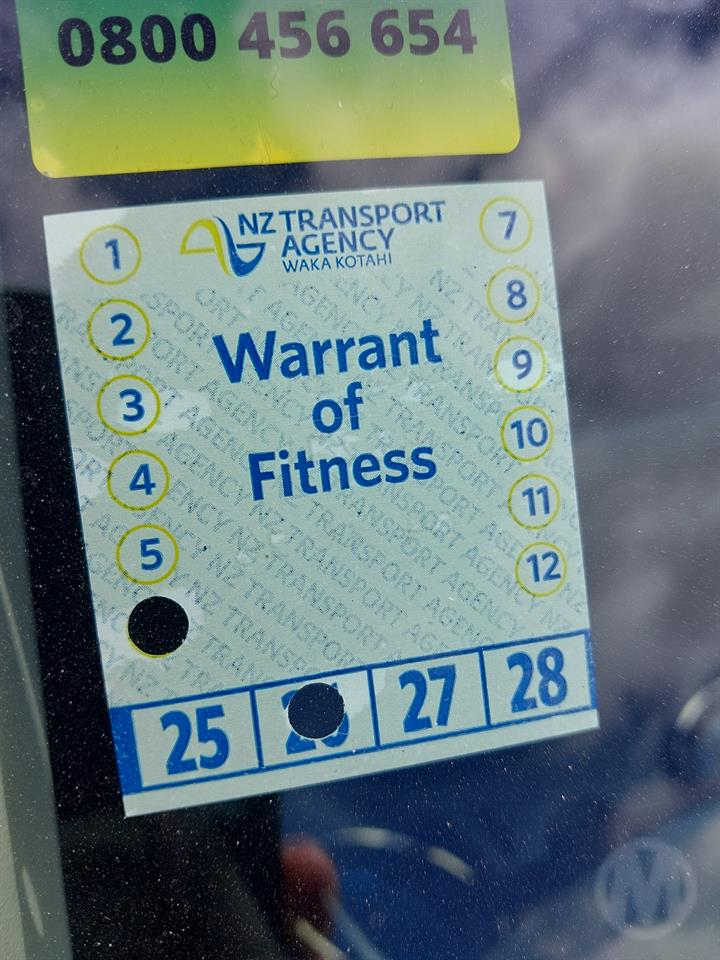 0800 456 654
NZ TRANSPORT
AGENCY
WAKA KOTAHI
1
2
3
4
5
7
8
9
10
11
12
Warrant
of
Fitness
25
27
28
M